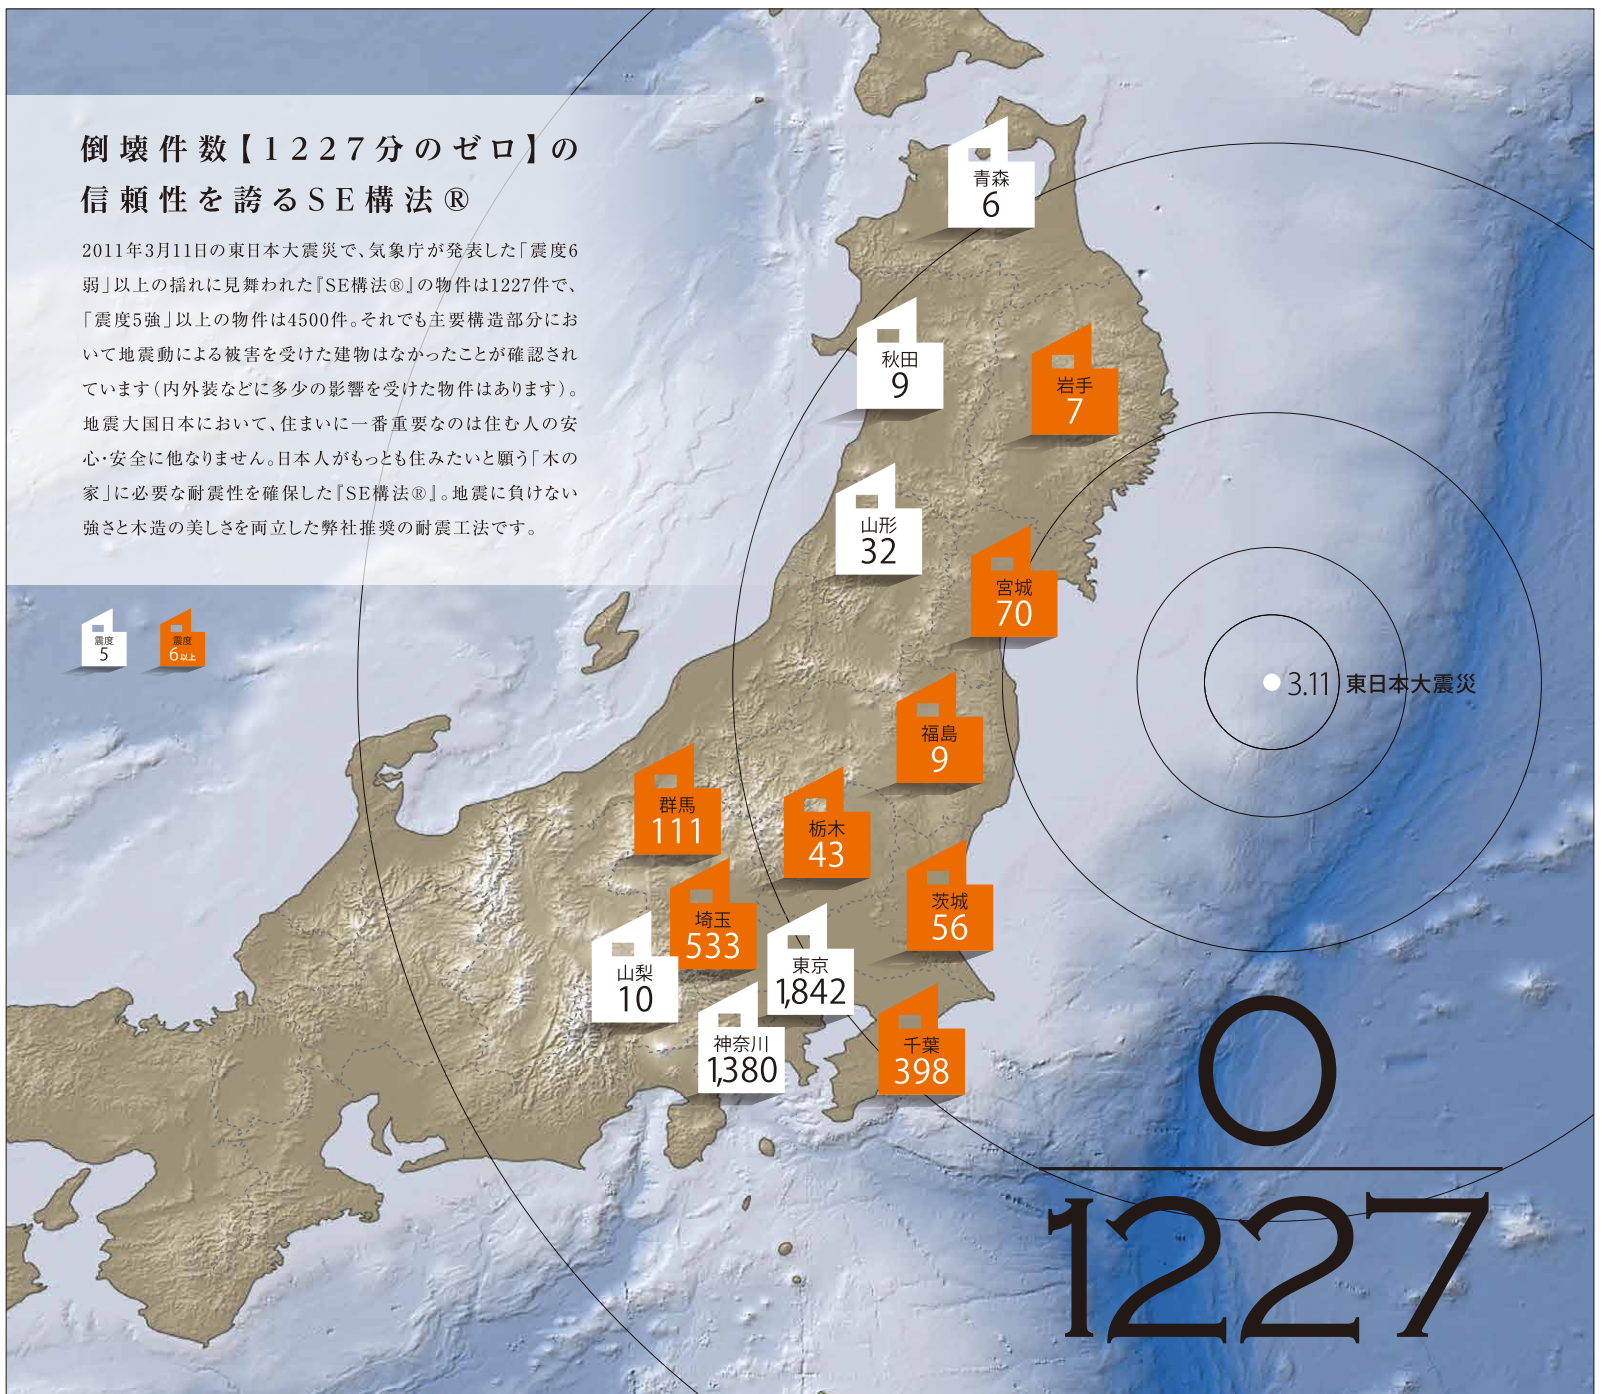 倒壊件数【1227分のゼロ】の
信頼性を誇るSE構法®
2011年3月11日の東日本大震災で、気象庁が発表した「震度6
弱」以上の揺れに見舞われた『SE構法®』の物件は1227件で、
「震度5強」以上の物件は4500件。それでも主要構造部分にお
いて地震動による被害を受けた建物はなかったことが確認され
ています（内外装などに多少の影響を受けた物件はあります）。
地震大国日本において、住まいに一番重要なのは住む人の安
心・安全に他なりません。日本人がもっとも住みたいと願う「木の
家」に必要な耐震性を確保した『SE構法®』。地震に負けない
強さと木造の美しさを両立した弊社推奨の耐震工法です。
震度
5
震度
6以上
青森
6
秋田
9
岩手
7
山形
32
宮城
70
3.11 東日本大震災
福島
9
群馬
111
栃木
43
茨城
56
埼玉
533
山梨
10
東京
1,842
神奈川
1,380
千葉
398
0
1227